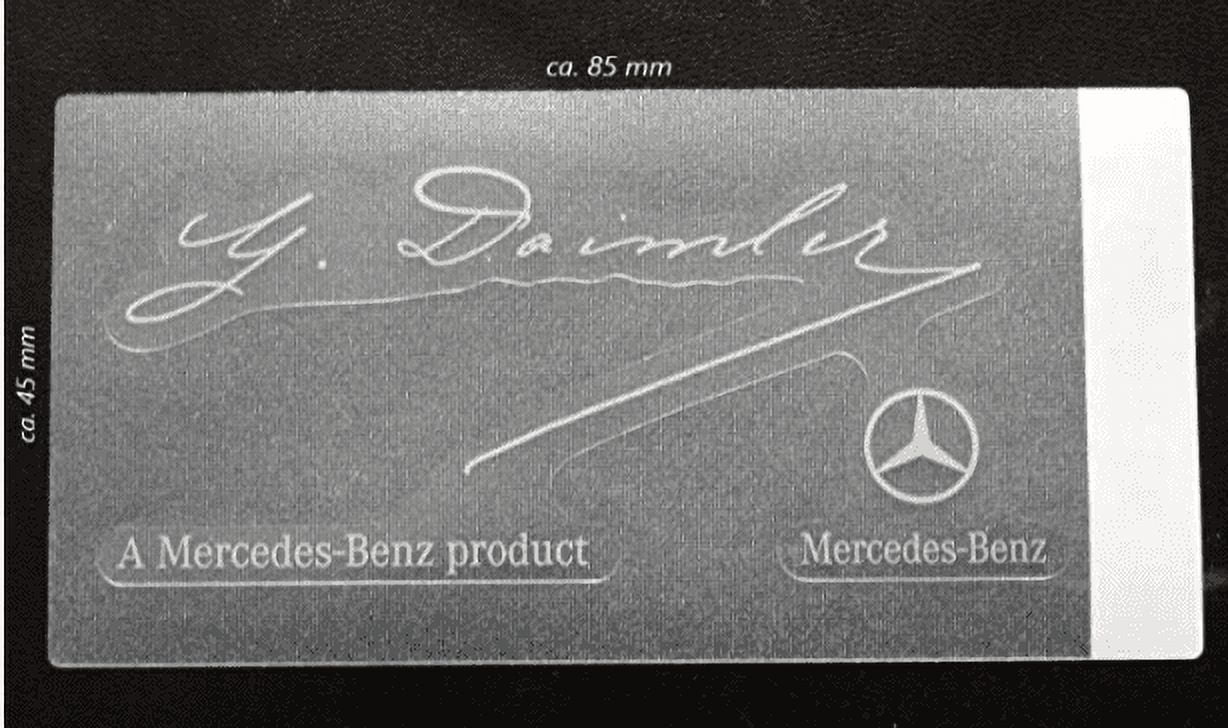 ca. 85 mm
G. Daimler
ca. 45 mm
A Mercedes-Benz product
Mercedes-Benz